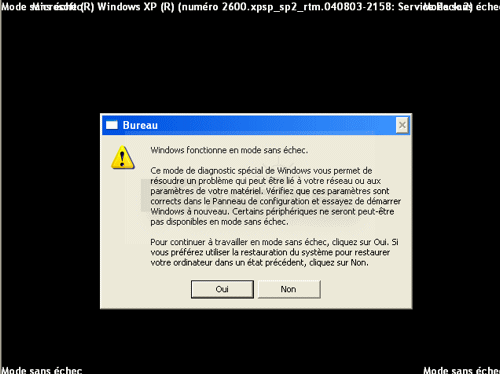 Mode sans échec Microsoft (R) Windows XP (R) (numéro 2600.xpsp_sp2_rtm.040803-2158: Service Pack 2) Mode sans échec
Bureau
Windows fonctionne en mode sans échec.
Ce mode de diagnostic spécial de Windows vous permet de
résoudre un problème qui peut être lié à votre réseau ou aux
paramètres de votre matériel. Vérifiez que ces paramètres sont
corrects dans le Panneau de configuration et essayez de démarrer
Windows à nouveau. Certains périphériques ne seront peut-être
pas disponibles en mode sans échec.
Pour continuer à travailler en mode sans échec, cliquez sur Oui. Si
vous préférez utiliser la restauration du système pour restaurer
votre ordinateur dans un état précédent, cliquez sur Non.
Oui Non
Mode sans échec Mode sans échec